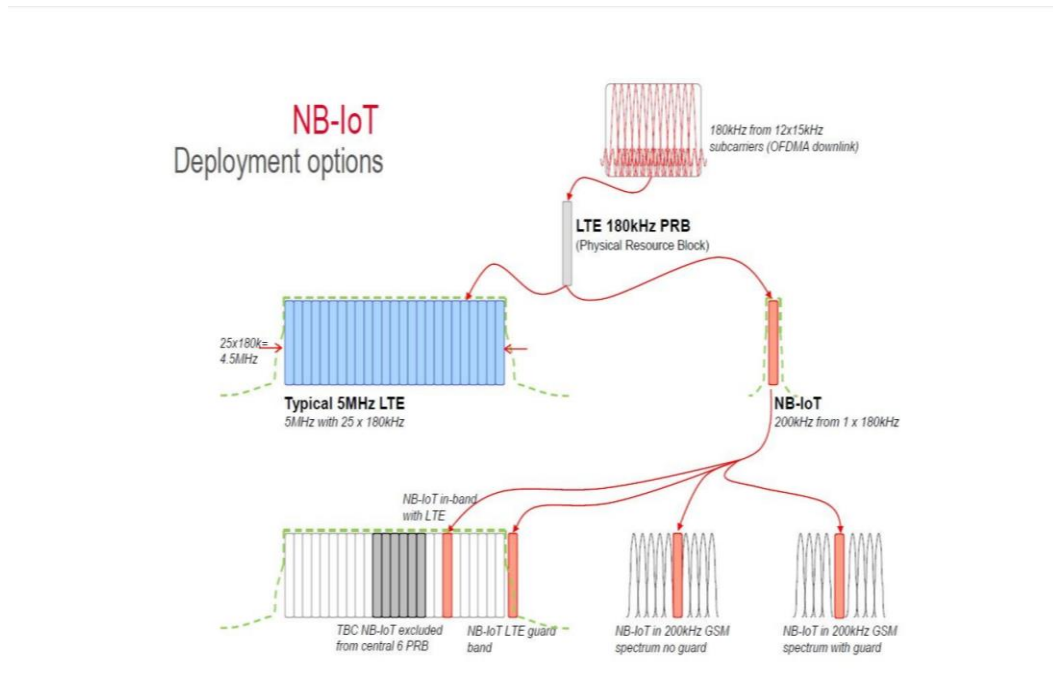 NB-IoT
Deployment options
180kHz from 12x15kHz
subcarriers (OFDMA downlink)
LTE 180kHz PRB
(Physical Resource Block)
25x180k=
4.5MHz
Typical 5MHz LTE
5MHz with 25 x 180kHz
NB-IoT
200kHz from 1 x 180kHz
NB-IoT in-band
with LTE
TBC NB-IoT excluded
from central 6 PRB
NB-IoT LTE guard
band
NB-IoT in 200kHz GSM
spectrum no guard
NB-IoT in 200kHz GSM
spectrum with guard